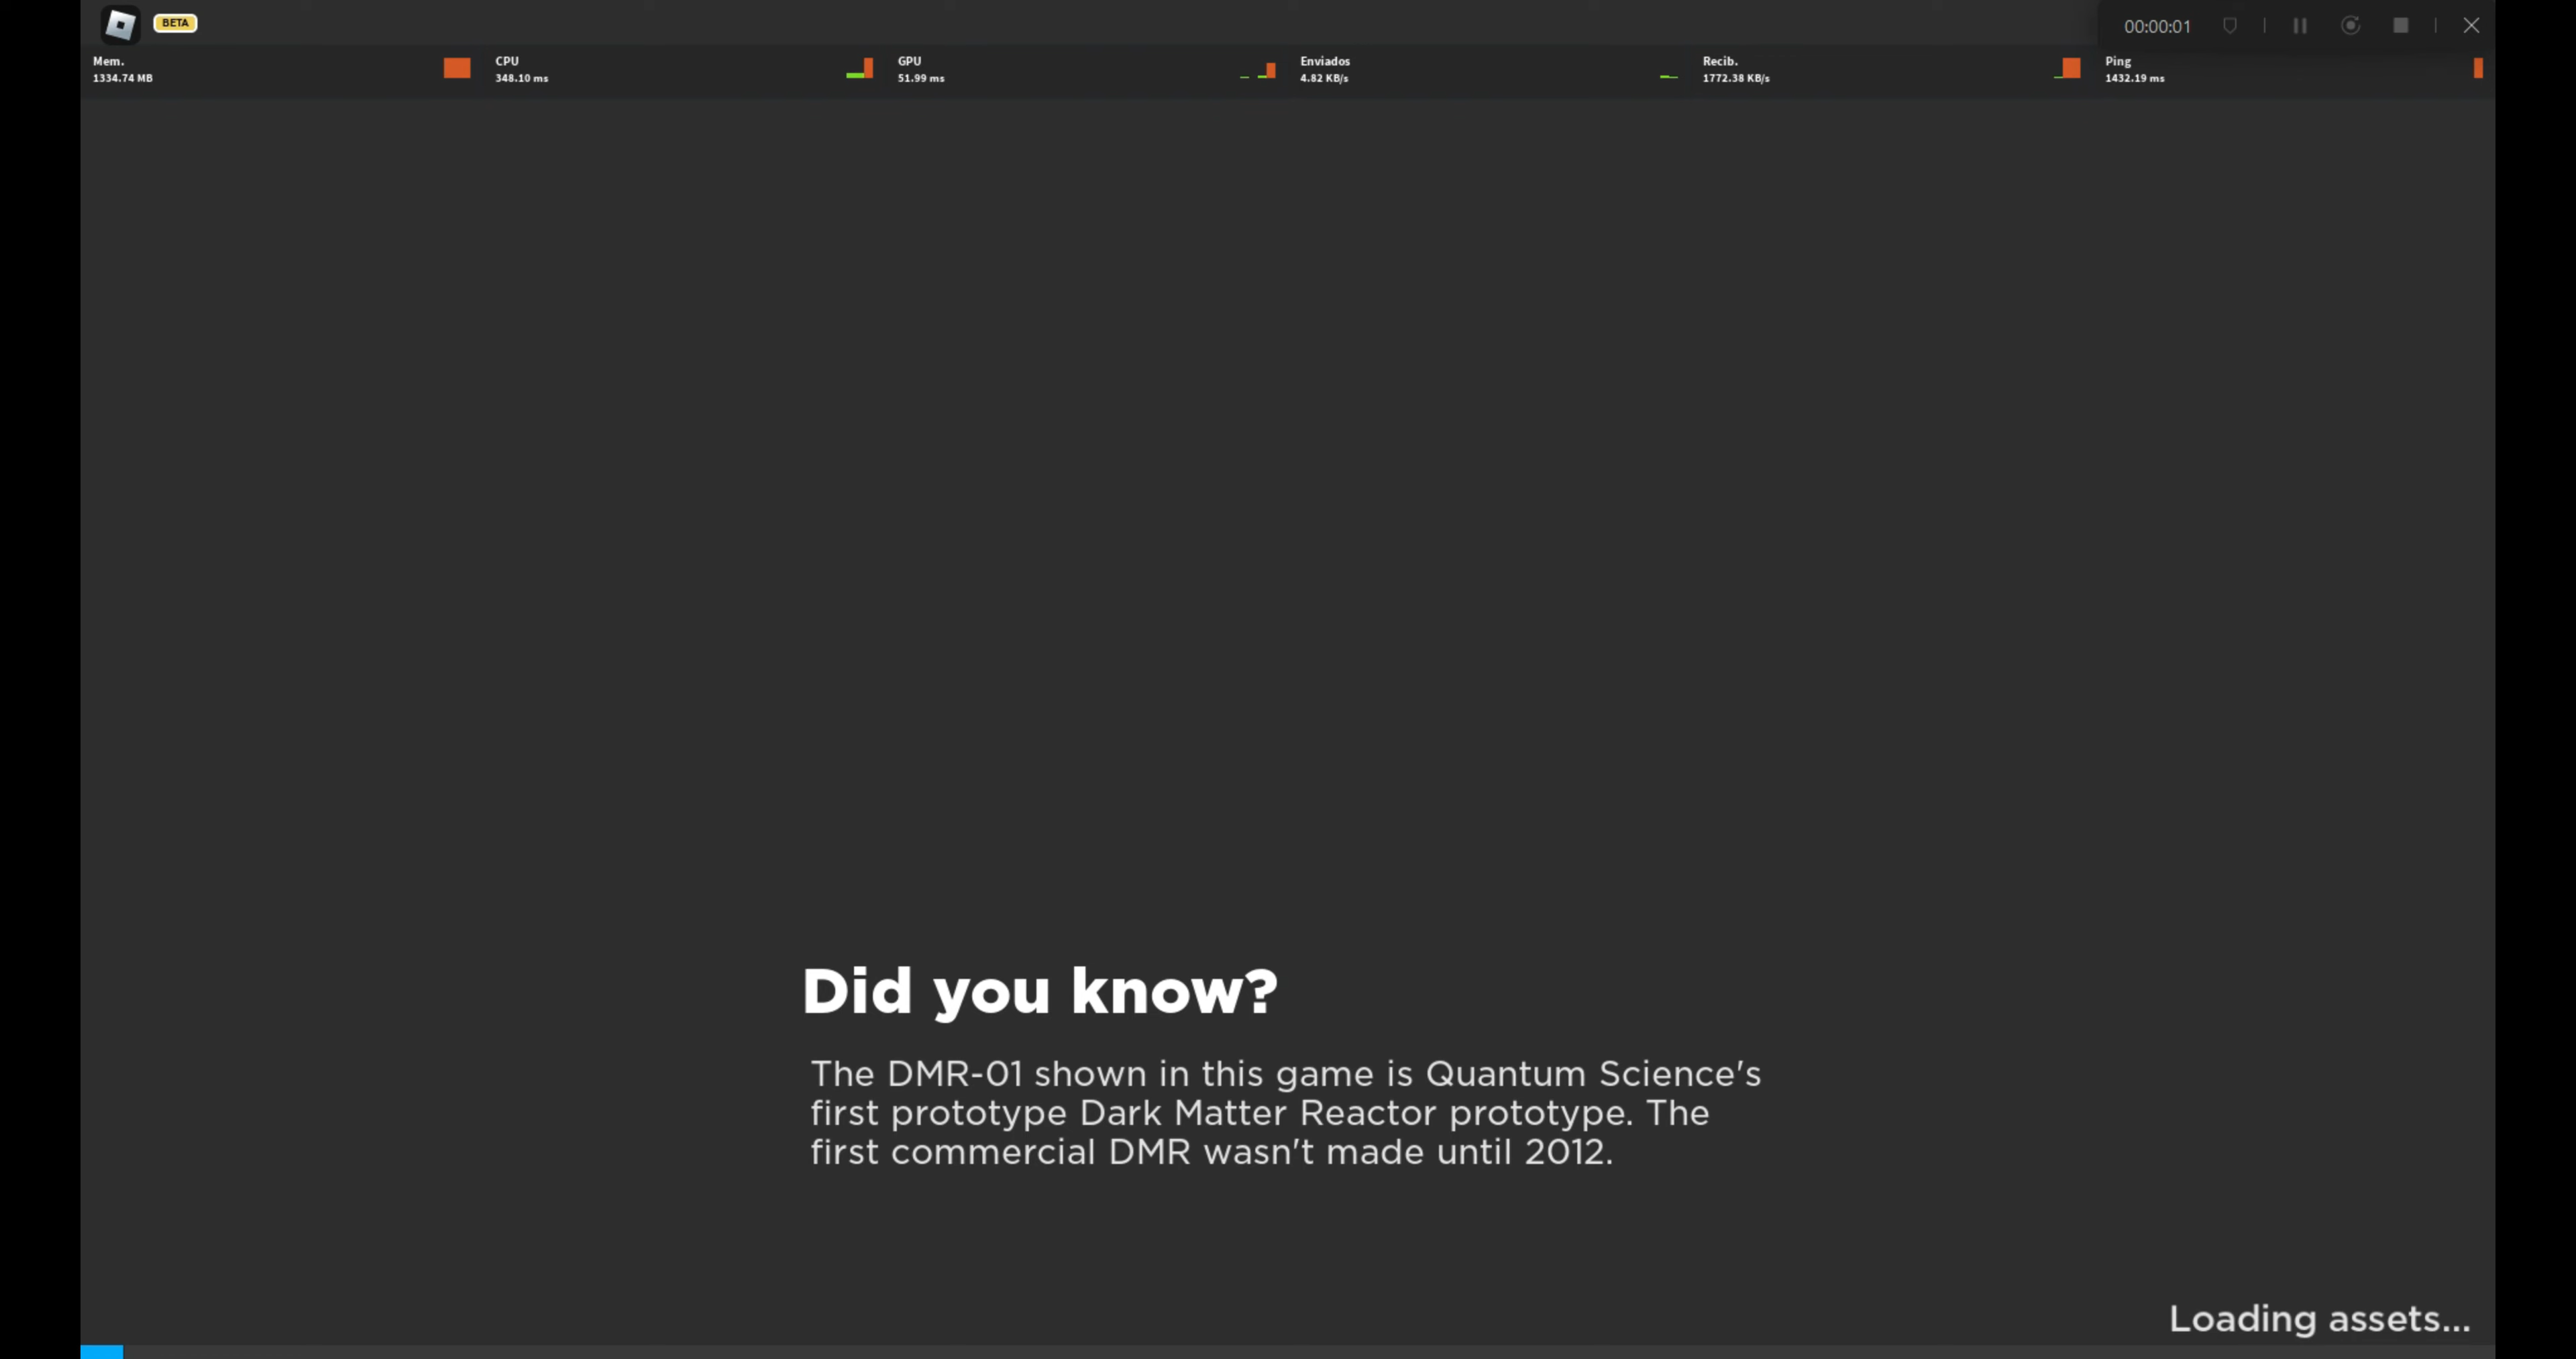 BETA
00:00:01
Mem.
1334.74 MB
CPU
348.10 ms
GPU
51.99 ms
Enviados
4.82 KB/s
Recib.
1772.38 KB/s
Ping
1432.19 ms
Did you know?
The DMR-01 shown in this game is Quantum Science's
first prototype Dark Matter Reactor prototype. The
first commercial DMR wasn't made until 2012.
Loading assets...